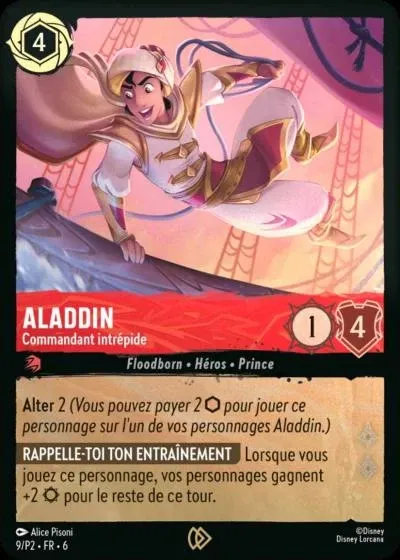 4
ALADDIN
Commandant intrépide
1 4
Floodborn • Héros • Prince
Alter 2 (Vous pouvez payer 2 pour jouer ce
personnage sur l'un de vos personnages Aladdin.)
RAPPELLE-TOI TON ENTRAÎNEMENT Lorsque vous
jouez ce personnage, vos personnages gagnent
+2 pour le reste de ce tour.
Alice Pisoni
©Disney
9/P2 • FR • 6
Disney Lorcana